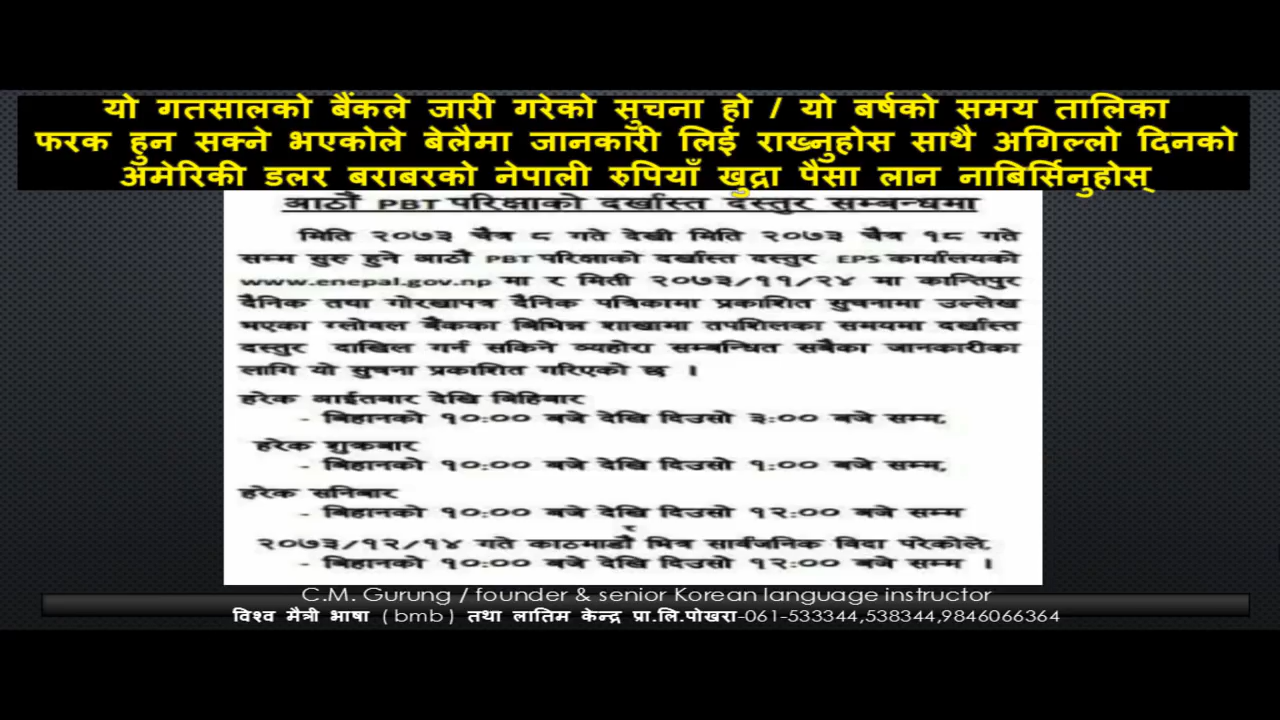 यो गतसालको बैंकले जारी गरेको सुचना हो / यो बर्षको समय तालिका
फरक हुन सक्ने भएकोले बेलैमा जानकारी लिई राख्नुहोस साथै अगिल्लो दिनको
अमेरिकी डलर बराबरको नेपाली रुपियाँ खुद्रा पैसा लान नाबिर्सिनुहोस्
आठौं PBT परिक्षाको दर्खास्त दस्तुर सम्बन्धमा
मिति २०७३ चैत्र ८ गते देखी मिति २०७३ चैत्र १८ गते
सम्म सुरु हुने आठौं PBT परिक्षाको दर्खास्त दस्तुर EPS कार्यालयको
www.enepal.gov.np मा र मिती २०७३/११/२४ मा कान्तिपुर
दैनिक तथा गोरखापत्र दैनिक पत्रिकामा प्रकाशित सुचनामा उल्लेख
भएका ग्लोबल बैंकका बिभिन्न शाखामा तपशिलका समयमा दर्खास्त
दस्तुर दाखिल गर्न सकिने व्यहोरा सम्बन्धित सबैका जानकारीका
लागि यो सुचना प्रकाशित गरिएको छ ।
हरेक आईतबार देखि बिहिबार
- बिहानको १०:०० बजे देखि दिउसो ३:०० बजे सम्म,
हरेक शुक्रबार
- बिहानको १०:०० बजे देखि दिउसो १:०० बजे सम्म,
हरेक सनिबार
- बिहानको १०:०० बजे देखि दिउसो १२:०० बजे सम्म
र
२०७३/१२/१४ गते काठमाडौं भित्र सार्वजनिक विदा परेकोले,
- बिहानको १०:०० बजे देखि दिउसो १२:०० बजे सम्म ।
C.M. Gurung / founder & senior Korean language instructor
विश्व मैत्री भाषा ( bmb ) तथा लातिम केन्द्र प्रा.लि.पोखरा-061-533344,538344,9846066364